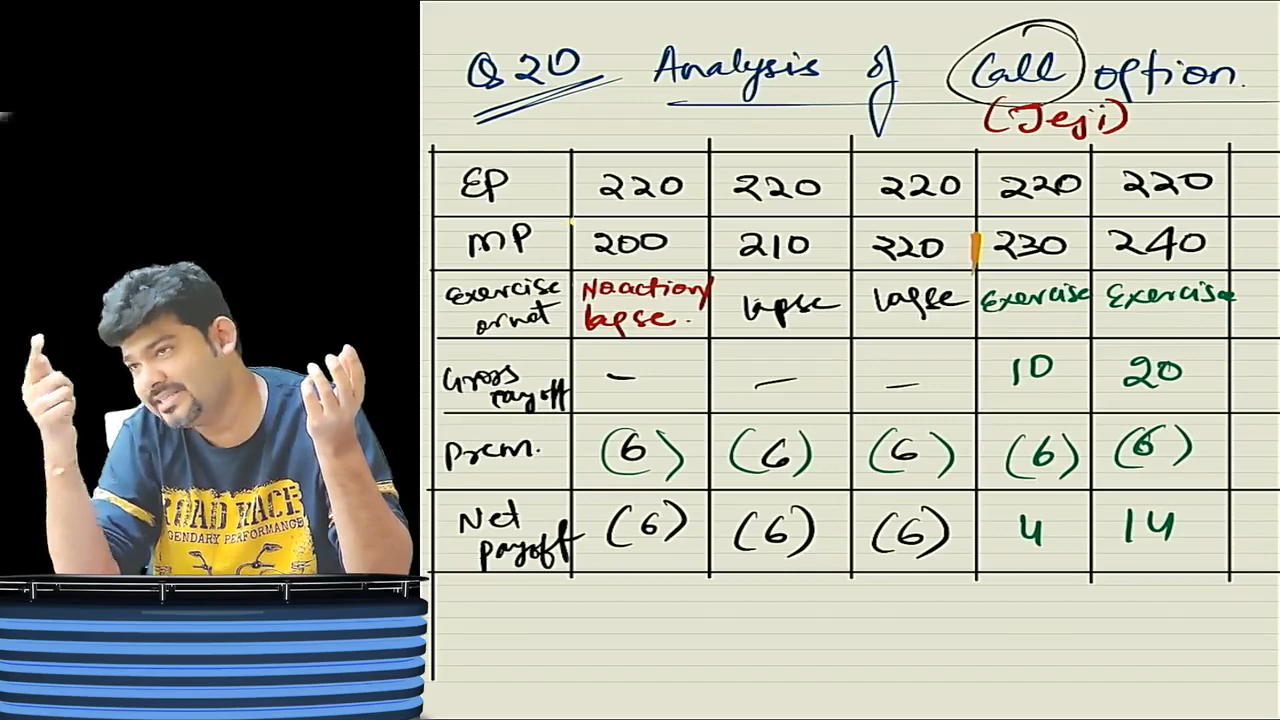 Q 20 Analysis of Call option.
(Teji)
EP 220 220 220 220 220
MP 200 210 220 230 240
Exercise or not No action/ lapse. lapse lapse Exercise Exercise
Gross payoff – – – 10 20
Prem. (6) (6) (6) (6) (6)
Net payoff (6) (6) (6) 4 14
ROAD RACE
GENDARY PERFORMANCE